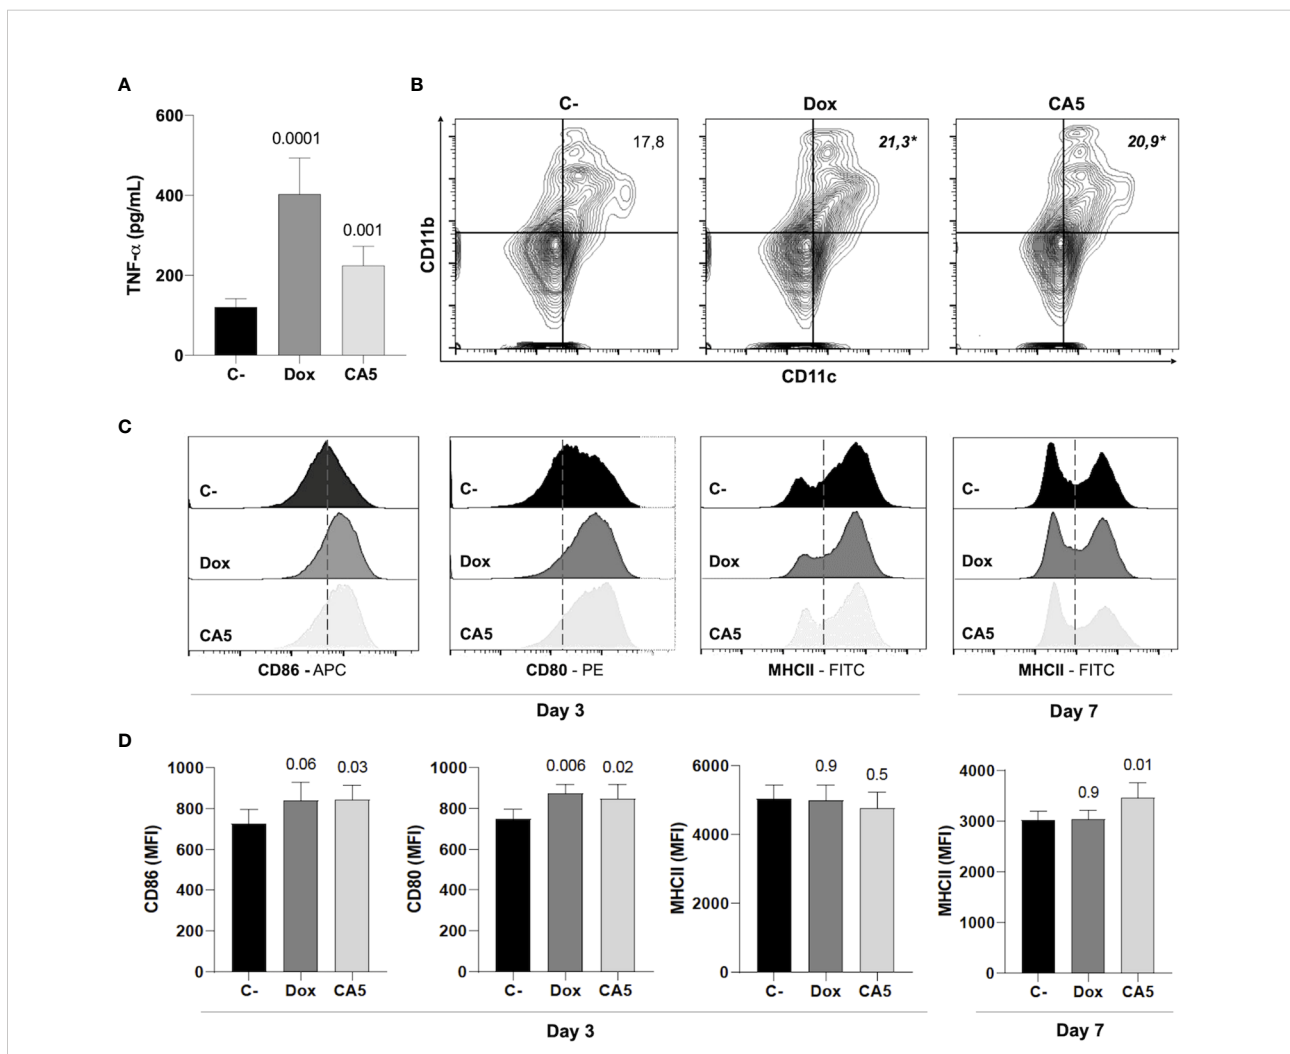 A
B
C-
Dox
CA5
600
400
200
0
TNF-α (pg/mL)
0.0001
0.001
C-
Dox
CA5
17,8
21,3*
20,9*
CD11b
CD11c
C
C-
Dox
CA5
CD86 - APC
CD80 - PE
C-
Dox
CA5
MHCII - FITC
C-
Dox
CA5
MHCII - FITC
Day 3
Day 7
D
1000
800
600
400
200
0
CD86 (MFI)
0.06
0.03
C-
Dox
CA5
1000
800
600
400
200
0
CD80 (MFI)
0.006
0.02
C-
Dox
CA5
6000
4000
2000
0
MHCII (MFI)
0.9
0.5
C-
Dox
CA5
4000
3000
2000
1000
0
MHCII (MFI)
0.9
0.01
C-
Dox
CA5
Day 3
Day 7